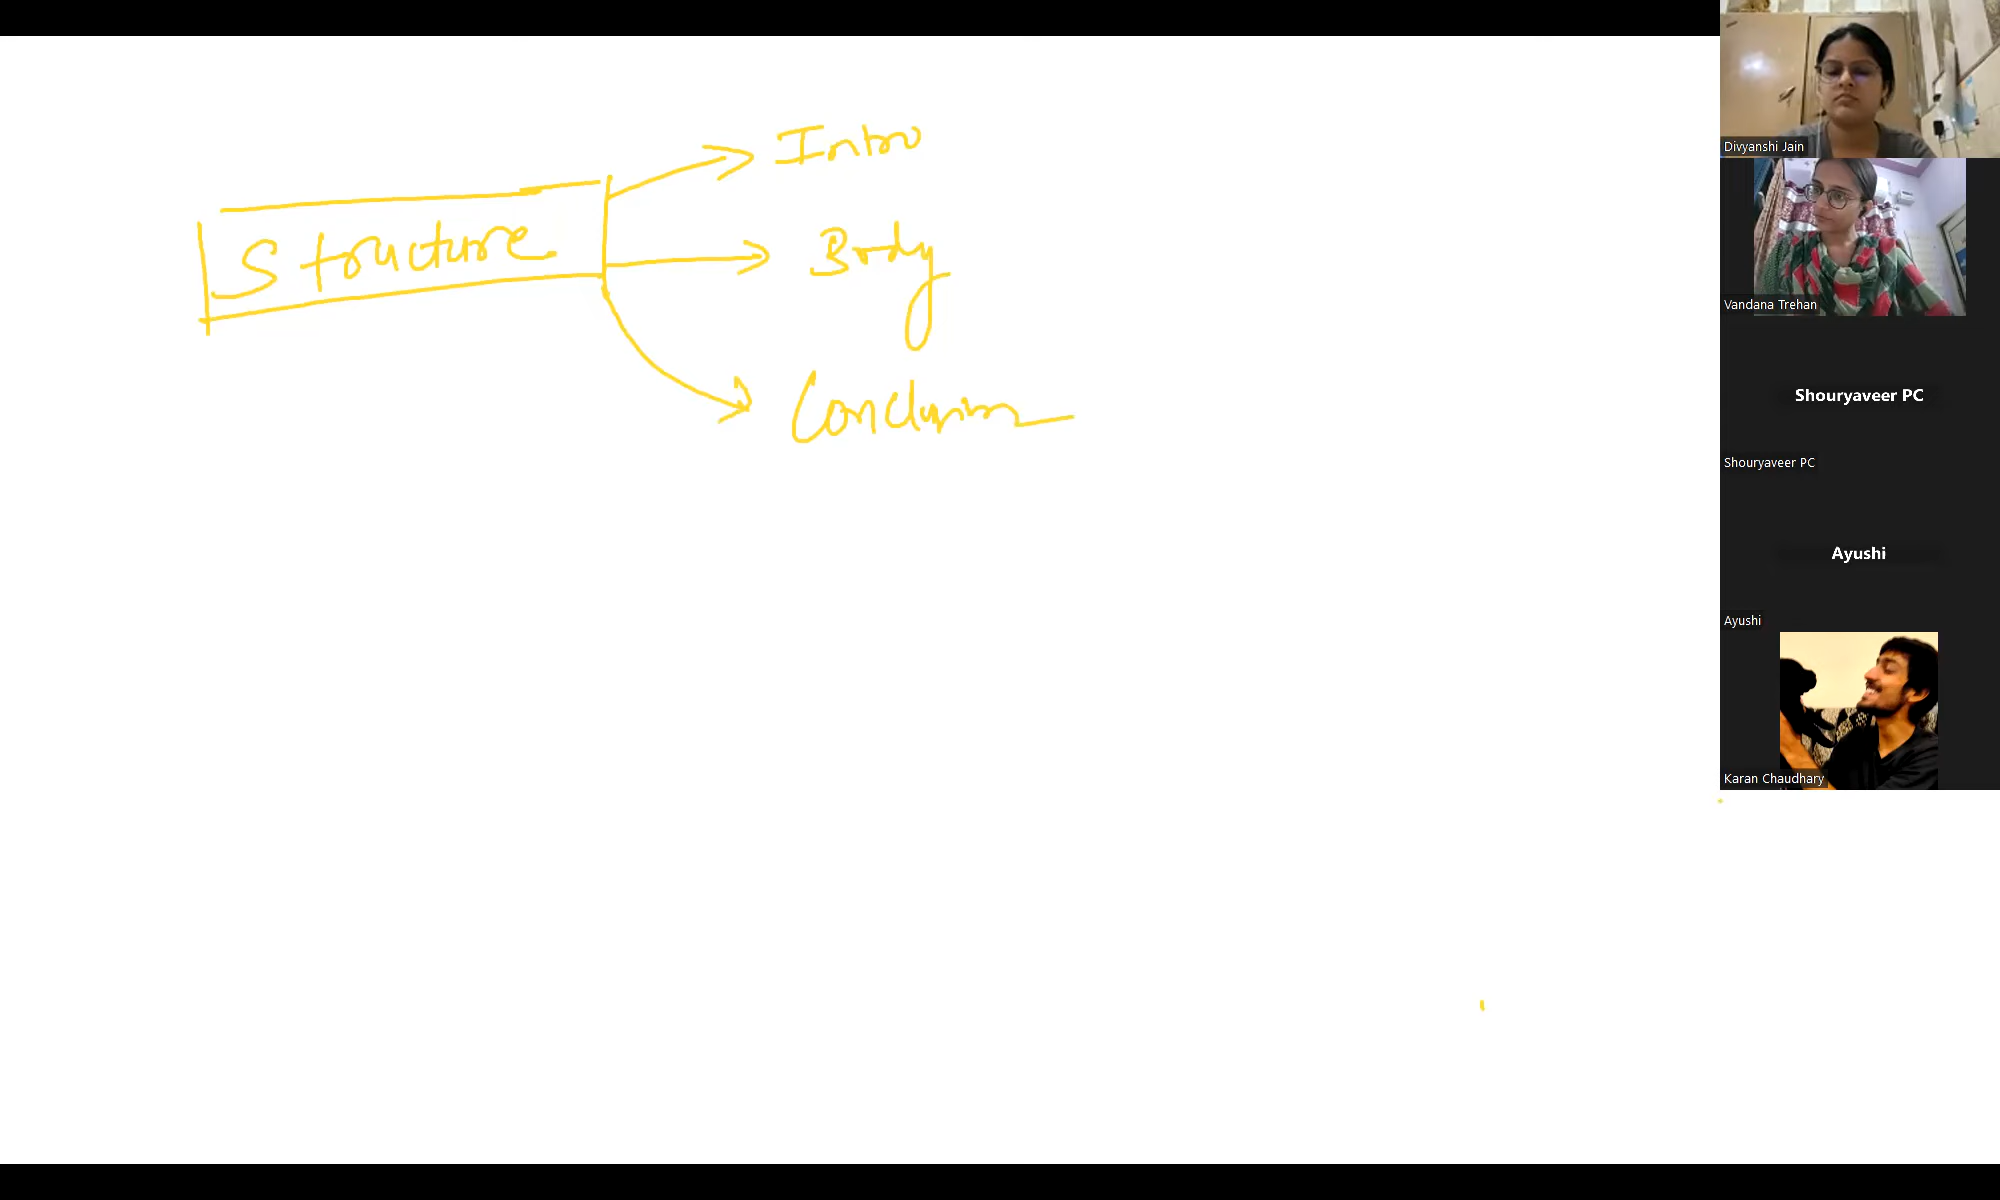 Intro
Structure
Body
Conclusion
Divyanshi Jain
Vandana Trehan
Shouryaveer PC
Shouryaveer PC
Ayushi
Ayushi
Karan Chaudhary